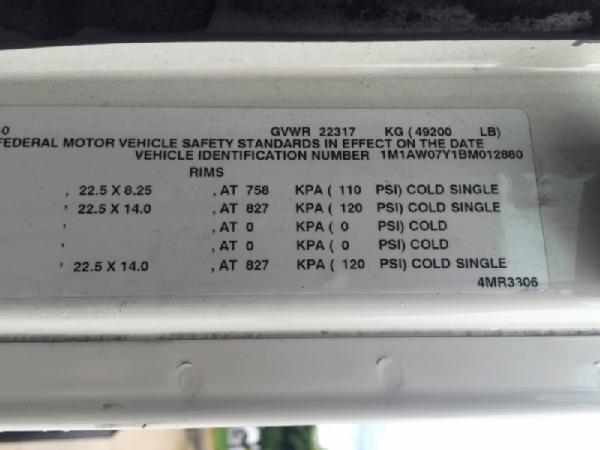 GVWR 22317 KG ( 49200 LB)
FEDERAL MOTOR VEHICLE SAFETY STANDARDS IN EFFECT ON THE DATE
VEHICLE IDENTIFICATION NUMBER 1M1AW07Y1BM012880
RIMS
, 22.5 X 8.25 , AT 758 KPA ( 110 PSI) COLD SINGLE
, 22.5 X 14.0 , AT 827 KPA ( 120 PSI) COLD SINGLE
, , AT 0 KPA ( 0 PSI) COLD
, , AT 0 KPA ( 0 PSI) COLD
, 22.5 X 14.0 , AT 827 KPA ( 120 PSI) COLD SINGLE
4MR3306